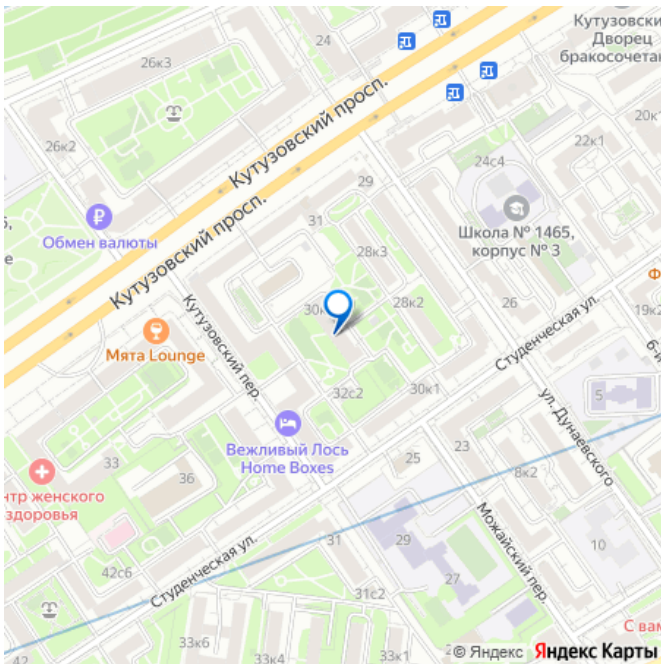 Кутузовски
Дворец
бракосочетан
24
26к3
20к
22к1
26к2
Кутузовский просп.
24с4
29
Обмен валюты
31
Школа № 1465,
корпус № 3
Кутузовский просп.
28к3
30к
28к2
26
19к2
Мята Lounge
Кутузовский пер.
Студенческая ул.
6-й
32с2
30к1
5
ул. Дунаевского
Вежливый Лось
Home Boxes
33
23
25
36
8к2
нтр женского
здоровья
Можайский пер.
Студенческая ул.
31
29
10
42с6
27
31с2
С вам
33к6
33к4
33к1
© Яндекс Яндекс Карты